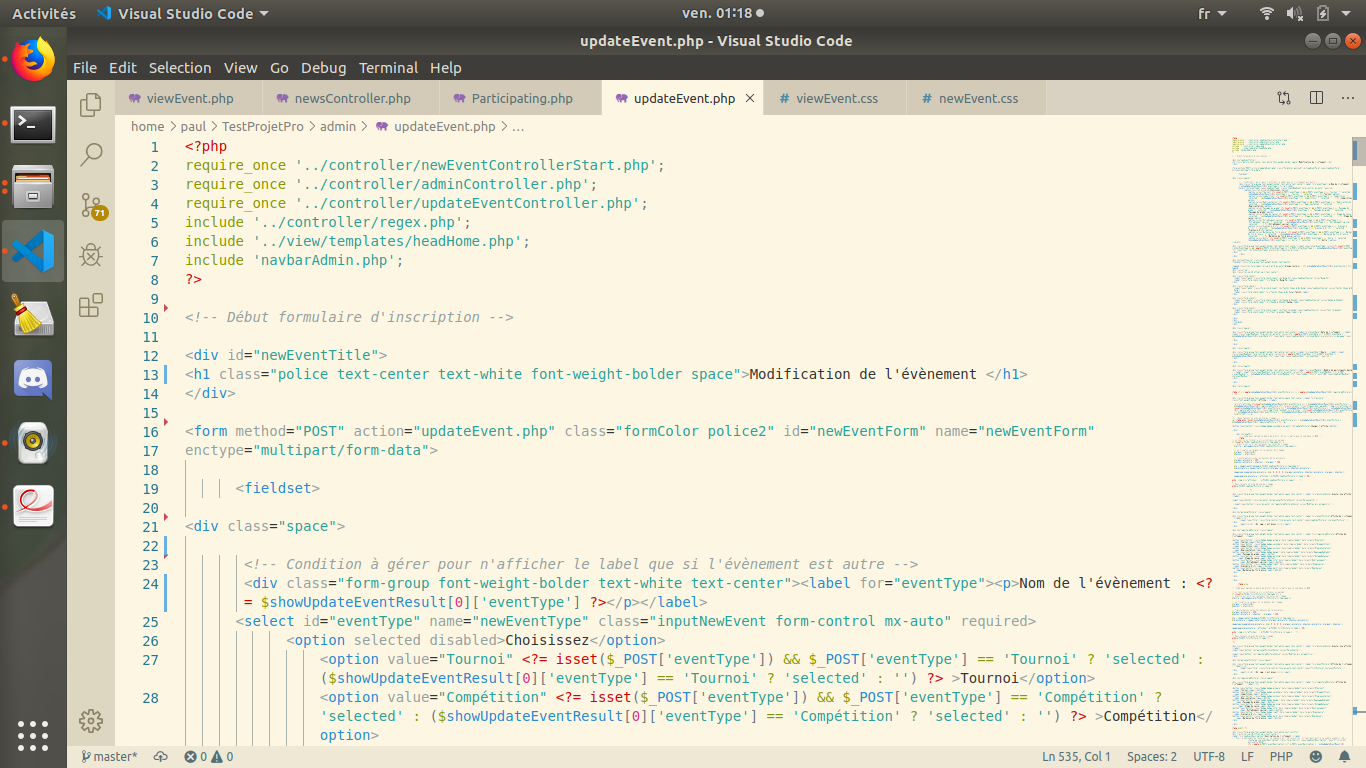 Activités Visual Studio Code ven. 01:18 fr
updateEvent.php - Visual Studio Code
File Edit Selection View Go Debug Terminal Help
viewEvent.php newsController.php Participating.php updateEvent.php viewEvent.css newEvent.css
home > paul > TestProjetPro > admin > updateEvent.php > ...
1 <?php
2 require_once '../controller/newEventControllerStart.php';
3 require_once '../controller/adminController.php';
4 require_once '../controller/updateEventController.php';
5 include '../controller/regex.php';
6 include '../view/templates/headHome.php';
7 include 'navbarAdmin.php';
8 ?>
9
10 <!-- Début formulaire d'inscription -->
11
12 <div id="newEventTitle">
13 <h1 class="police text-center text-white font-weight-bolder space">Modification de l'évènement </h1>
14 </div>
15
16 <form method="POST" action="updateEvent.php" class="formColor police2" id="newEventForm" name="newEventForm"
17 enctype="multipart/form-data">
18
19 <fieldset>
20
21 <div class="space">
22
23 <!-- Condition à gérer pour n'afficher le label que si l'évènement est autre -->
24 <div class="form-group font-weight-bolder text-white text-center"><label for="eventType"><p>Nom de l'évènement : <?
= $showUpdateEventResult[0]['eventType'] ?></p></label>
25 <select id="eventType" name="newEventType" class="inputNewEvent form-control mx-auto" required>
26 <option selected disabled>Choisissez</option>
27 <option value="Tournoi" <?= isset($_POST['eventType']) && $_POST['eventType'] == 'Tournoi' ? 'selected' :
($showUpdateEventResult[0]['eventType'] == 'Tournoi' ? 'selected' : '') ?> >Tournoi</option>
28 <option value="Compétition" <?= isset($_POST['eventType']) && $_POST['eventType'] == 'Compétition' ?
'selected' : ($showUpdateEventResult[0]['eventType'] == 'Compétition' ? 'selected' : '') ?> >Compétition</
option>
71
master* 0 0 Ln 535, Col 1 Spaces: 2 UTF-8 LF PHP